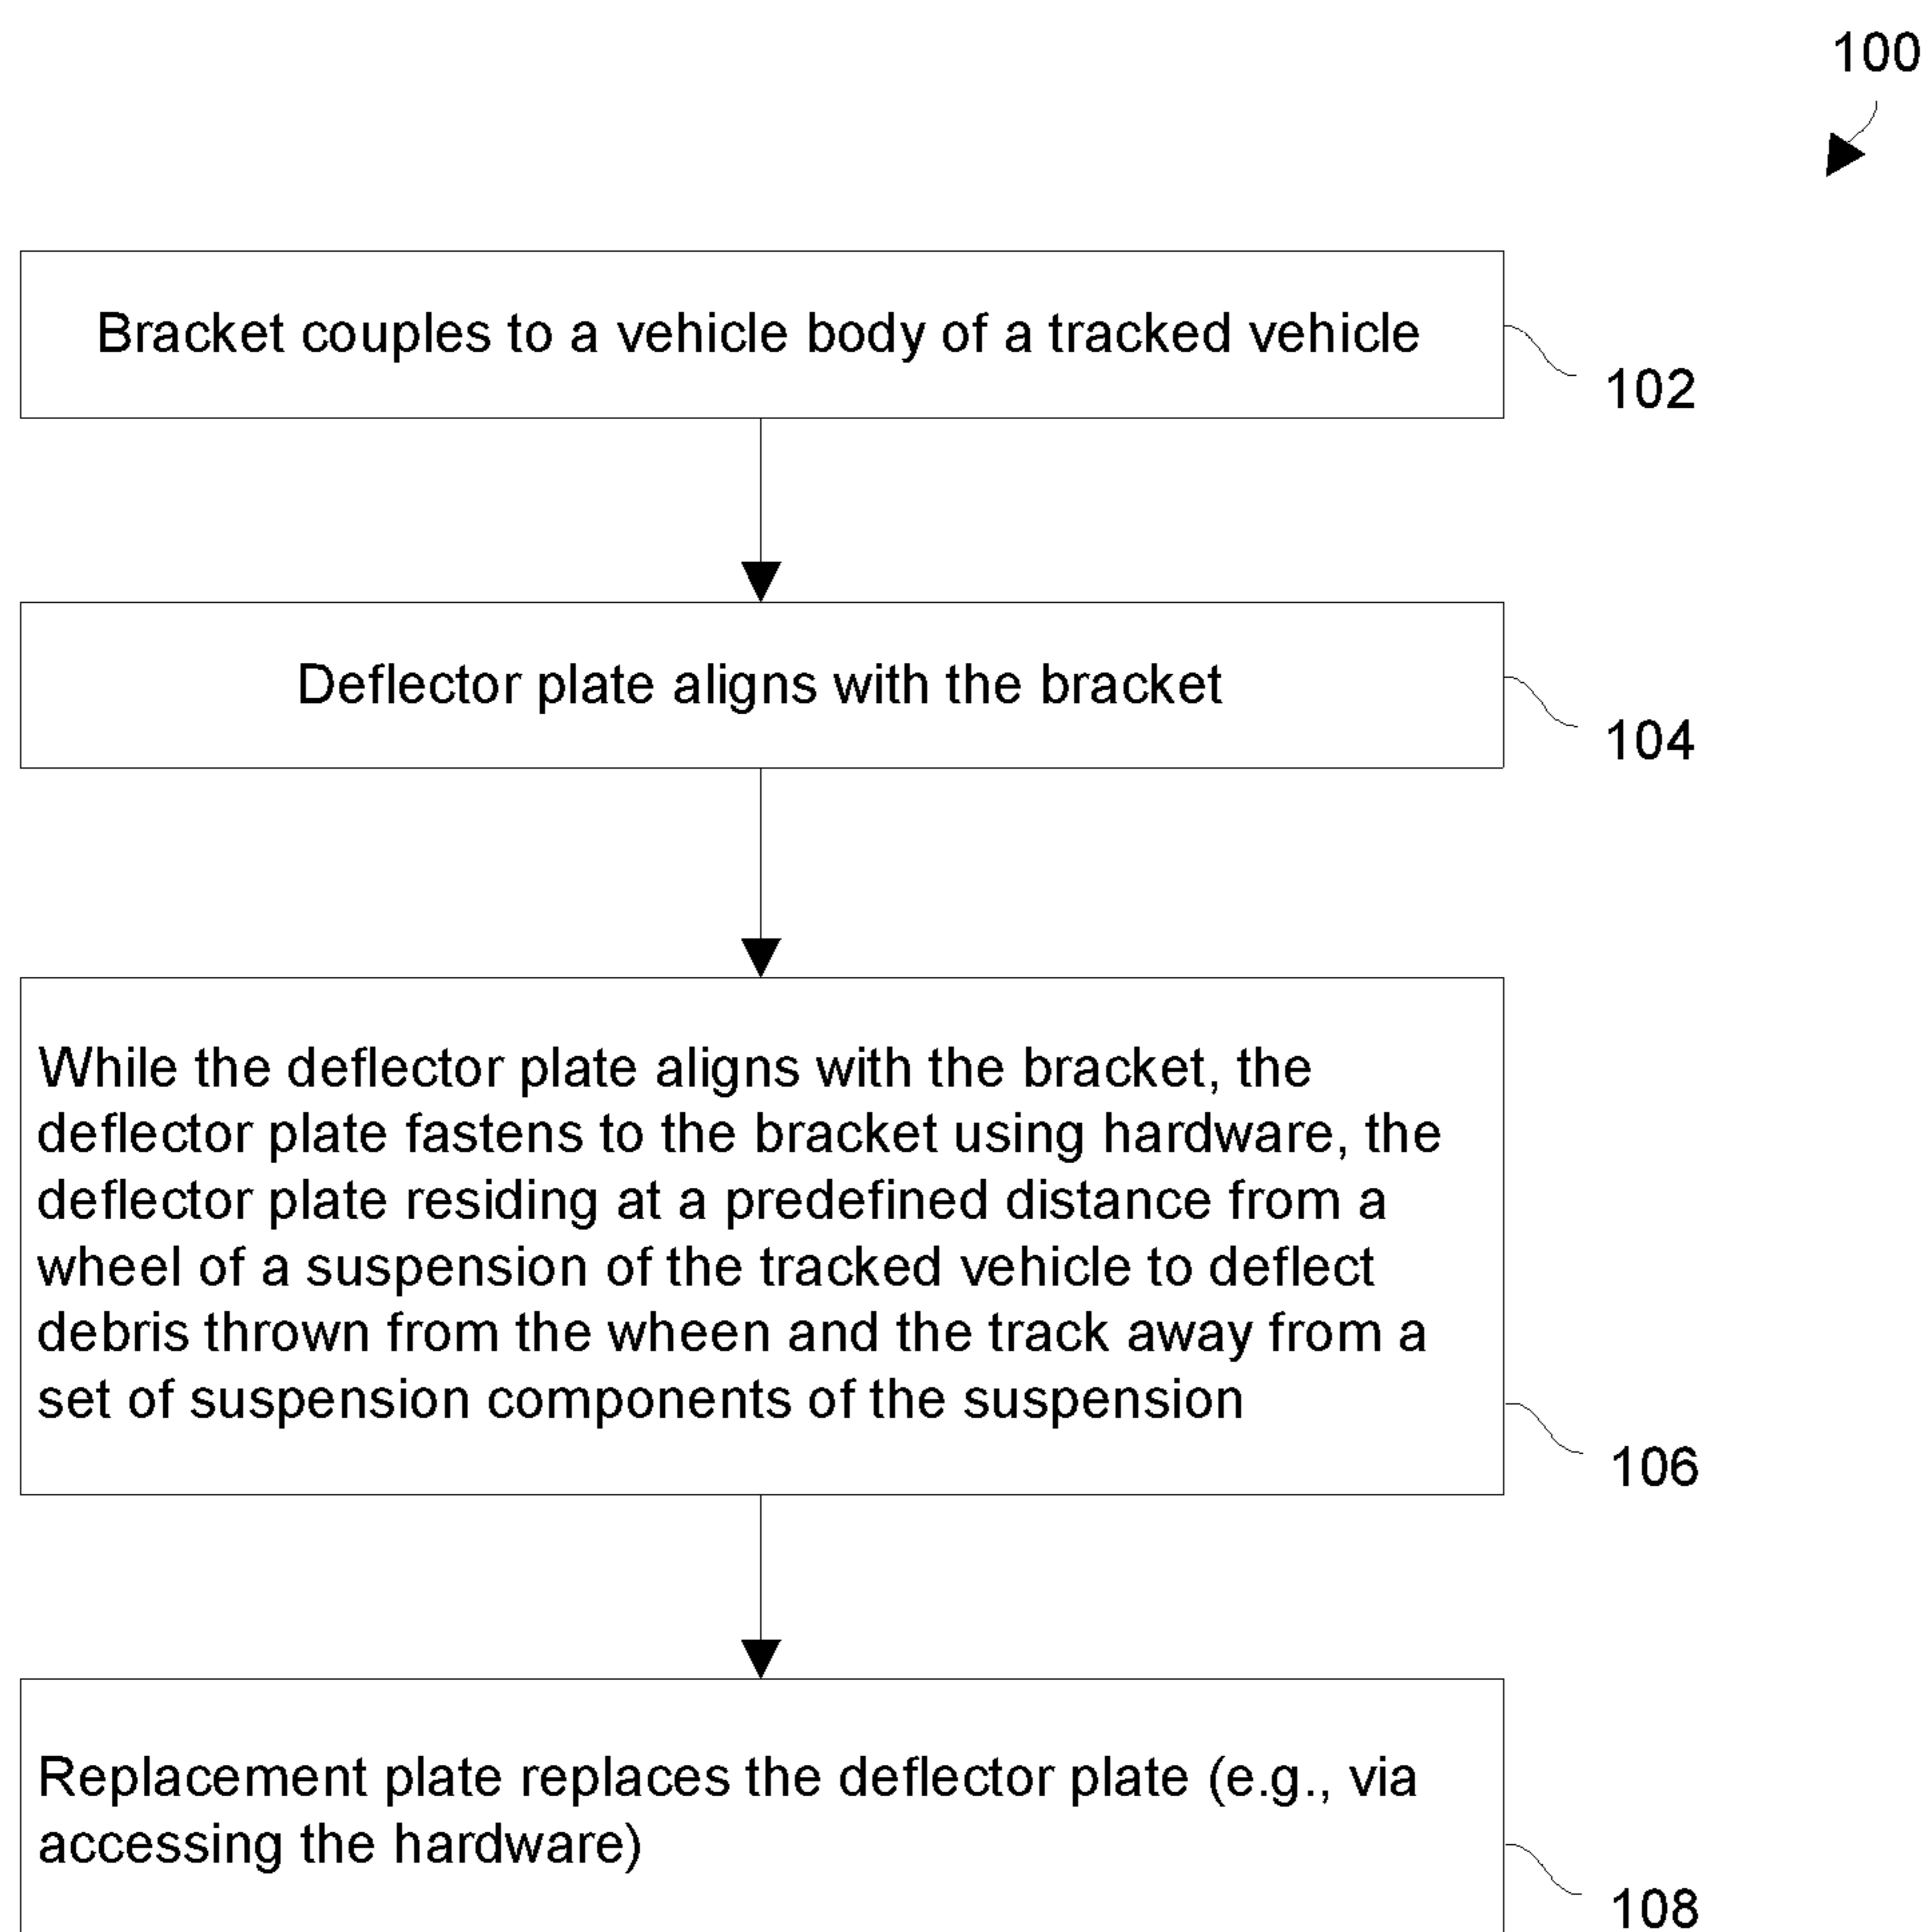 100
Bracket couples to a vehicle body of a tracked vehicle
102
Deflector plate aligns with the bracket
104
While the deflector plate aligns with the bracket, the
deflector plate fastens to the bracket using hardware, the
deflector plate residing at a predefined distance from a
wheel of a suspension of the tracked vehicle to deflect
debris thrown from the wheen and the track away from a
set of suspension components of the suspension
106
Replacement plate replaces the deflector plate (e.g., via
accessing the hardware)
108